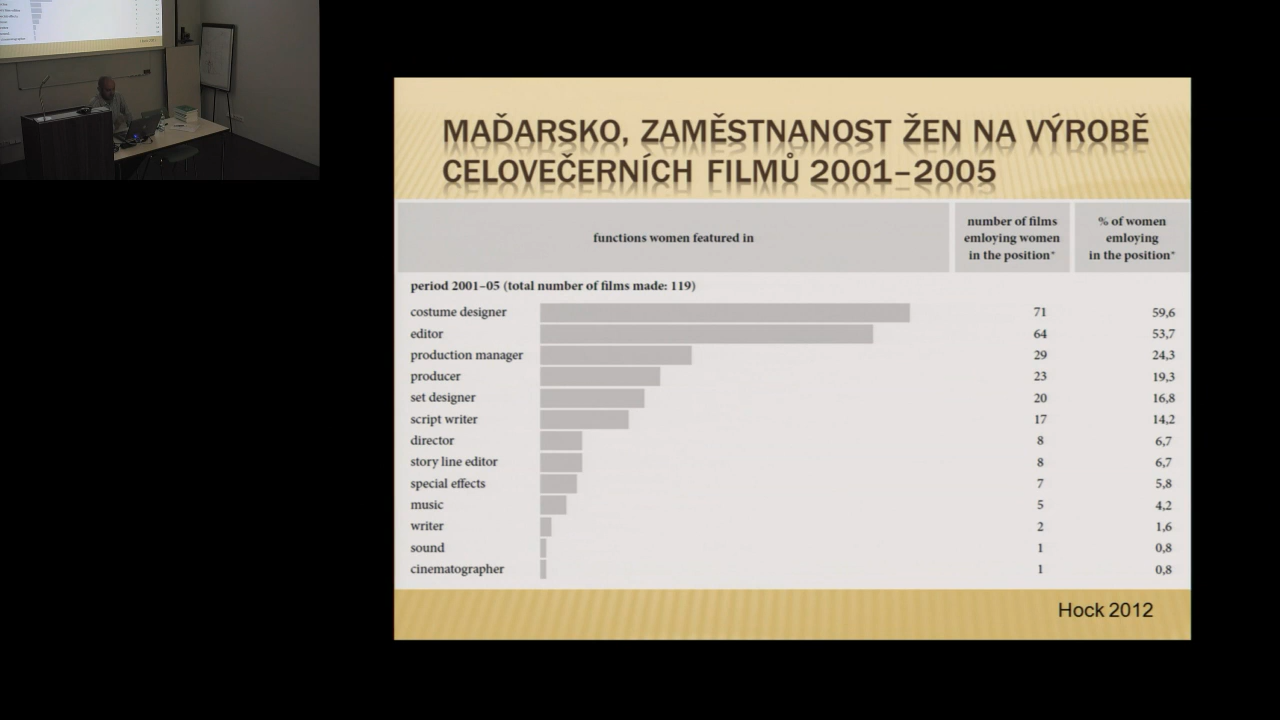 MAĎARSKO, ZAMĚSTNANOST ŽEN NA VÝROBĚ
CELOVEČERNÍCH FILMŮ 2001–2005
functions women featured in
number of films
emloying women
in the position*
% of women
emloying
in the position*
period 2001–05 (total number of films made: 119)
costume designer 71 59,6
editor 64 53,7
production manager 29 24,3
producer 23 19,3
set designer 20 16,8
script writer 17 14,2
director 8 6,7
story line editor 8 6,7
special effects 7 5,8
music 5 4,2
writer 2 1,6
sound 1 0,8
cinematographer 1 0,8
Hock 2012